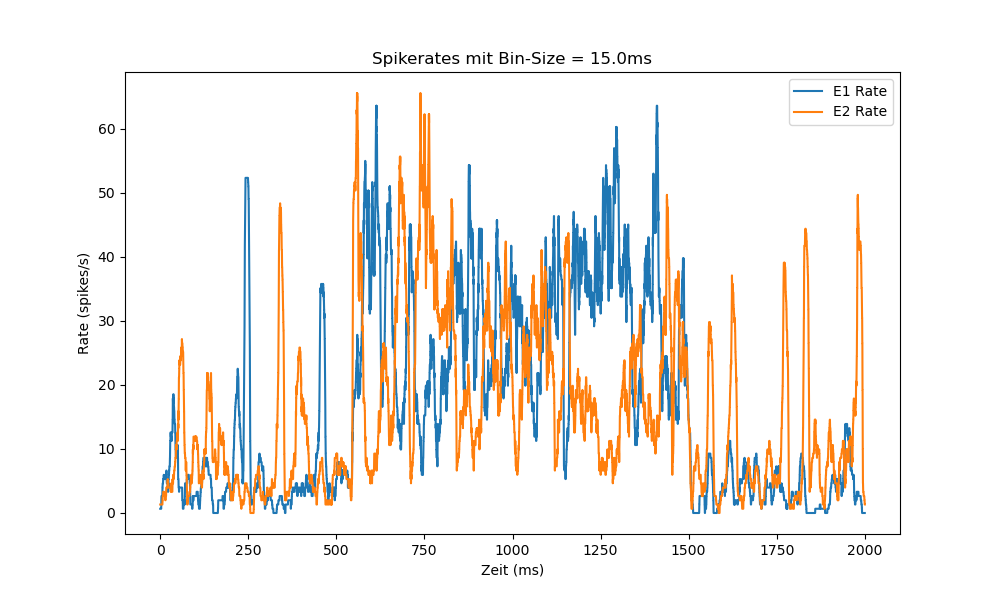 Spikerates mit Bin-Size = 15.0ms
E1 Rate
E2 Rate
60
50
40
30
20
10
0
Rate (spikes/s)
0 250 500 750 1000 1250 1500 1750 2000
Zeit (ms)